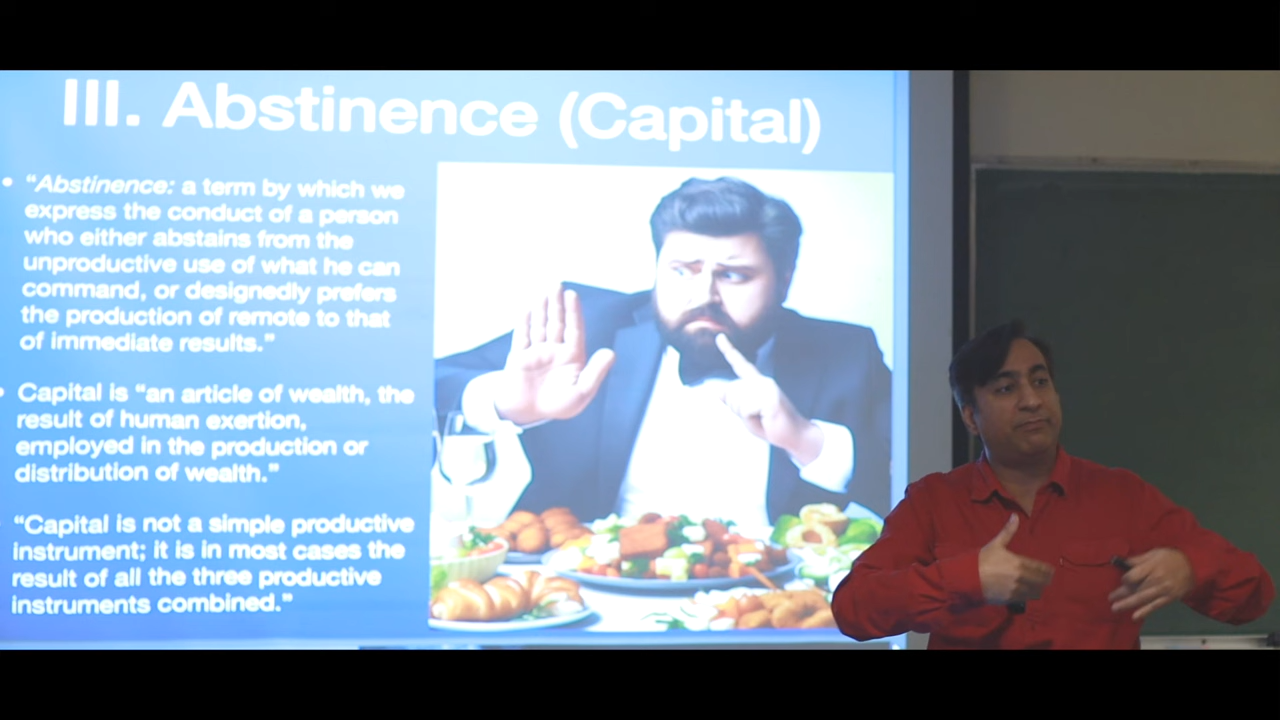 III. Abstinence (Capital)
• “Abstinence: a term by which we
express the conduct of a person
who either abstains from the
unproductive use of what he can
command, or designedly prefers
the production of remote to that
of immediate results.”
• Capital is “an article of wealth, the
result of human exertion,
employed in the production or
distribution of wealth.”
“Capital is not a simple productive
instrument; it is in most cases the
result of all the three productive
instruments combined.”